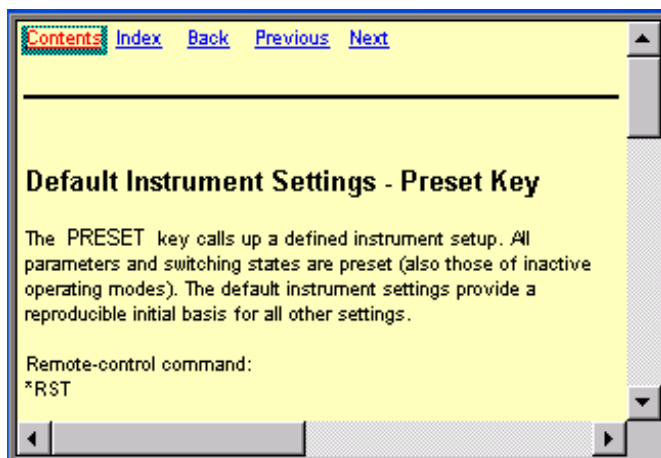 Contents Index Back Previous Next
Default Instrument Settings - Preset Key
The PRESET key calls up a defined instrument setup. All
parameters and switching states are preset (also those of inactive
operating modes). The default instrument settings provide a
reproducible initial basis for all other settings.
Remote-control command:
*RST